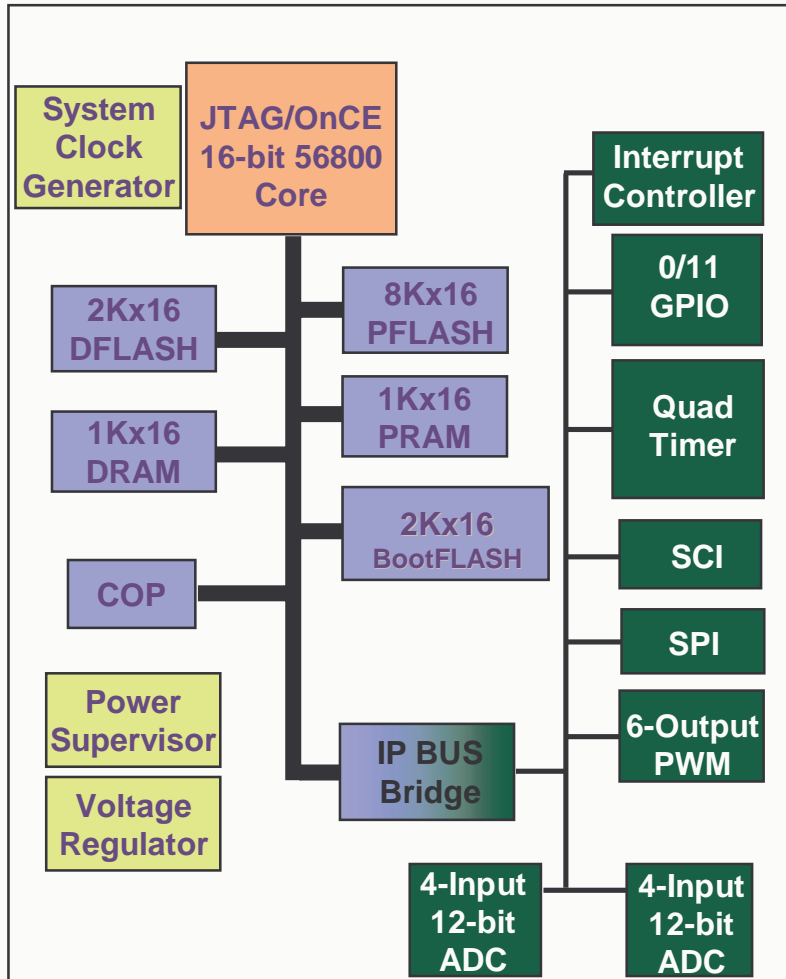 System
Clock
Generator
JTAG/OnCE
16-bit 56800
Core
Interrupt
Controller
0/11
GPIO
2Kx16
DFLASH
8Kx16
PFLASH
Quad
Timer
1Kx16
DRAM
1Kx16
PRAM
2Kx16
BootFLASH
SCI
COP
SPI
Power
Supervisor
IP BUS
Bridge
6-Output
PWM
Voltage
Regulator
4-Input
12-bit
ADC
4-Input
12-bit
ADC